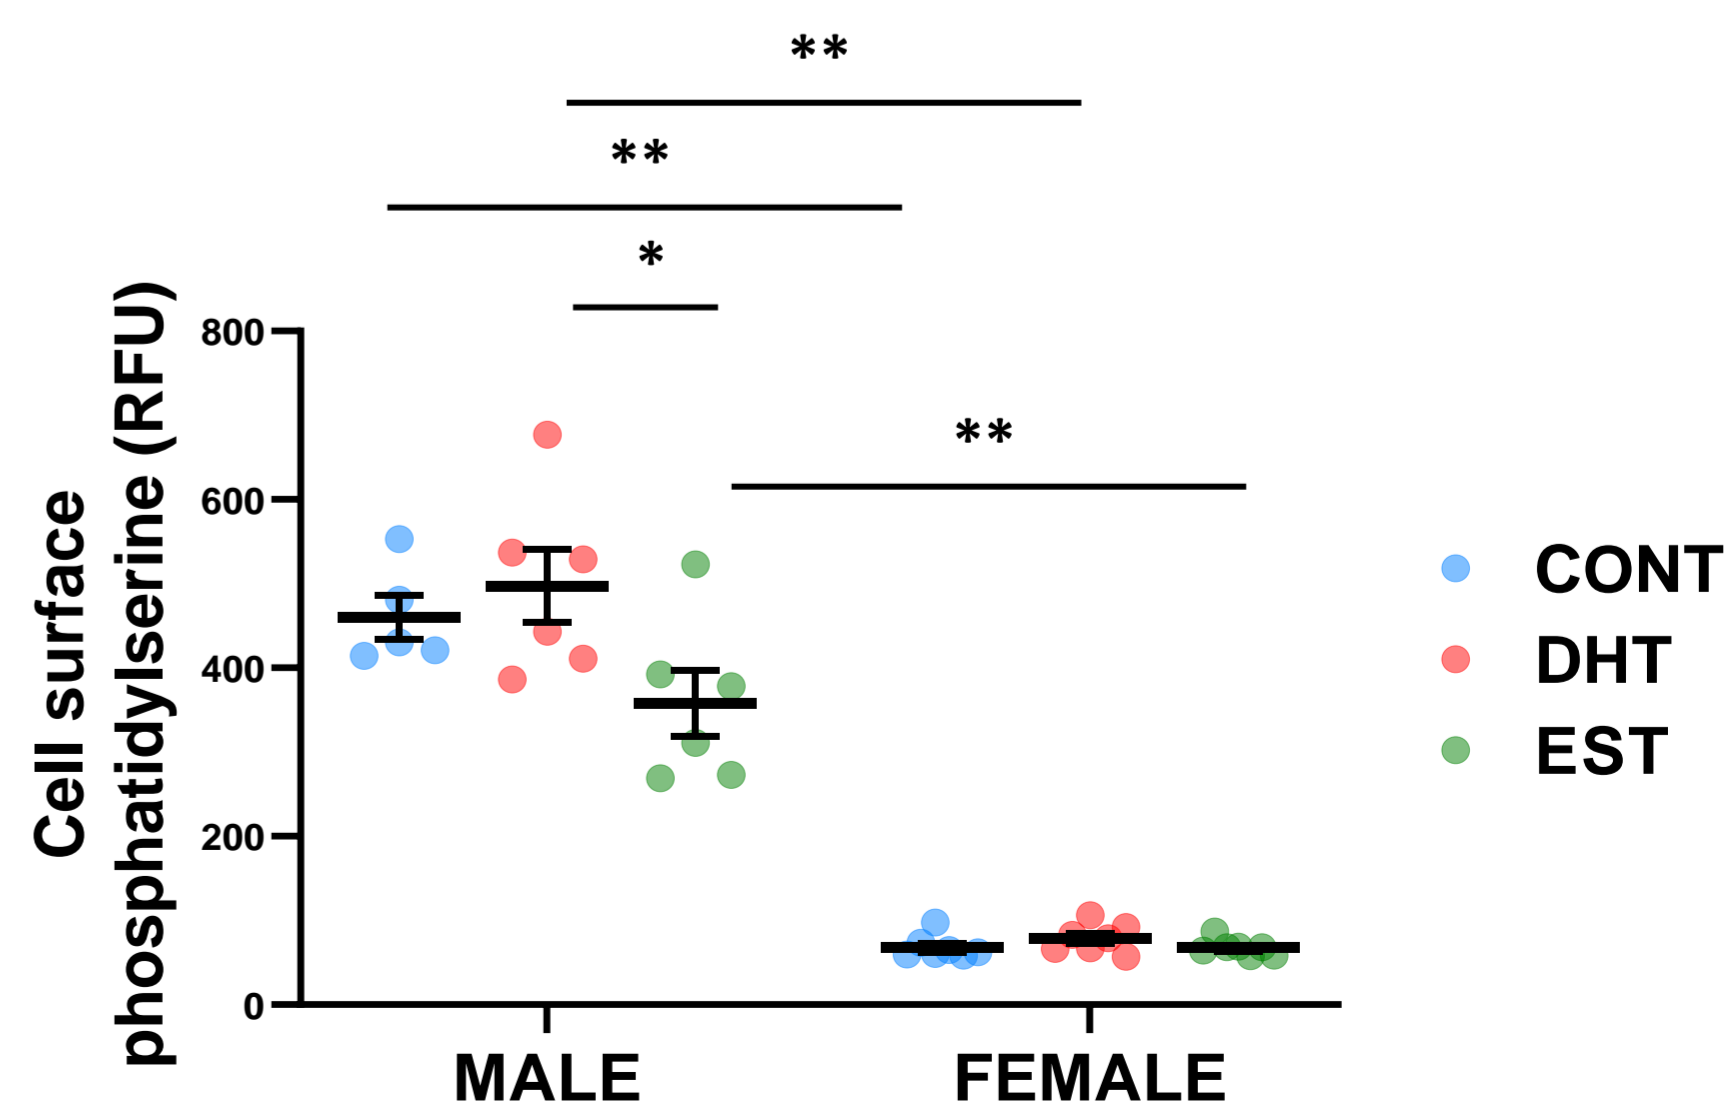 **
**
*
**
Cell surface
phosphatidylserine (RFU)
800
600
400
200
0
MALE
FEMALE
CONT
DHT
EST